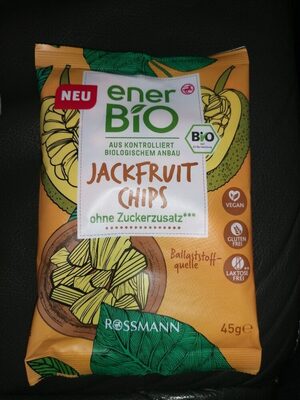 NEU
ener
BiO
AUS KONTROLLIERT
BIOLOGISCHEM ANBAU
Bio
JACKFRUIT
CHIPS
ohne Zuckerzusatz***
VEGAN
GLUTEN
FREI
LAKTOSE
FREI
Ballaststoff-
quelle
ROSSMANN
45g℮